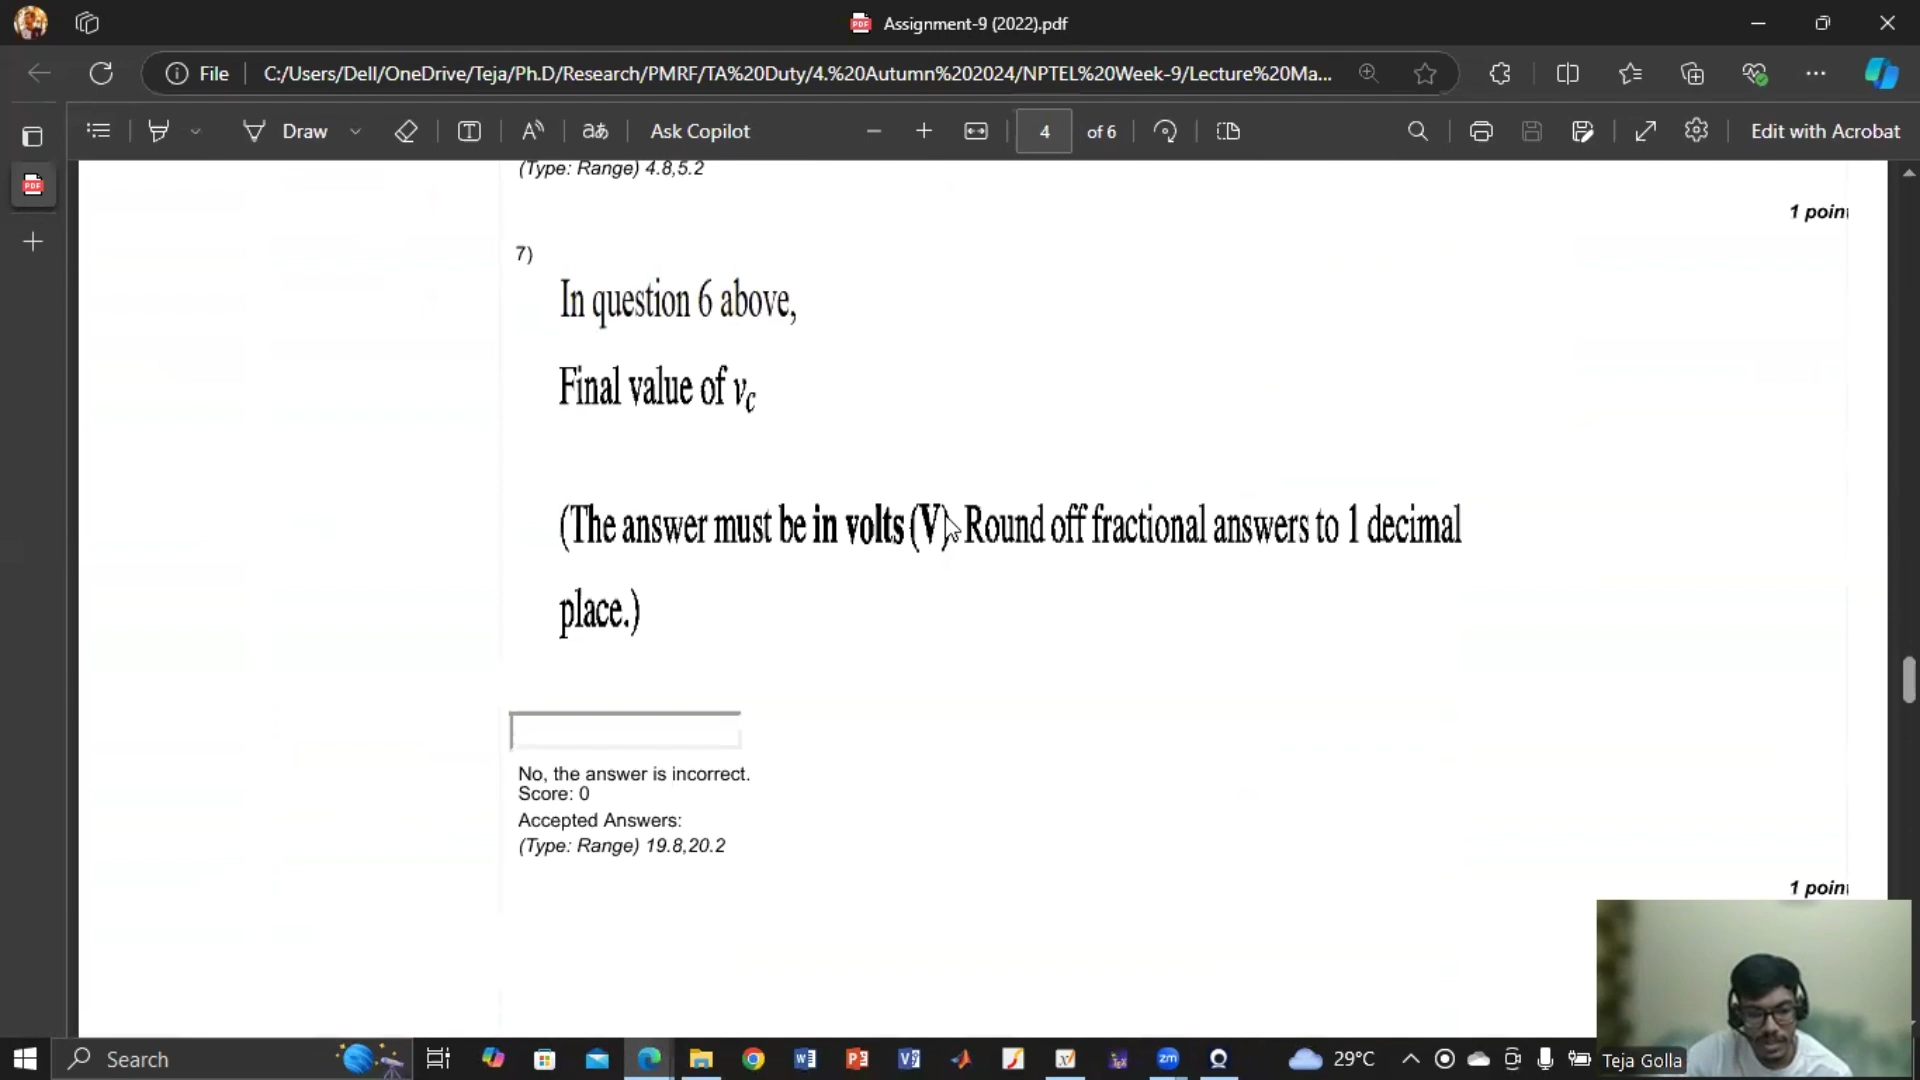 Assignment-9 (2022).pdf
File
C:/Users/Dell/OneDrive/Teja/Ph.D/Research/PMRF/TA%20Duty/4.%20Autumn%202024/NPTEL%20Week-9/Lecture%20Ma...
Draw
Ask Copilot
4
of 6
Edit with Acrobat
(Type: Range) 4.8,5.2
1 poin
7)
In question 6 above,
Final value of vc
(The answer must be in volts (V). Round off fractional answers to 1 decimal
place.)
No, the answer is incorrect.
Score: 0
Accepted Answers:
(Type: Range) 19.8,20.2
1 poin
Search
29°C
Teja Golla